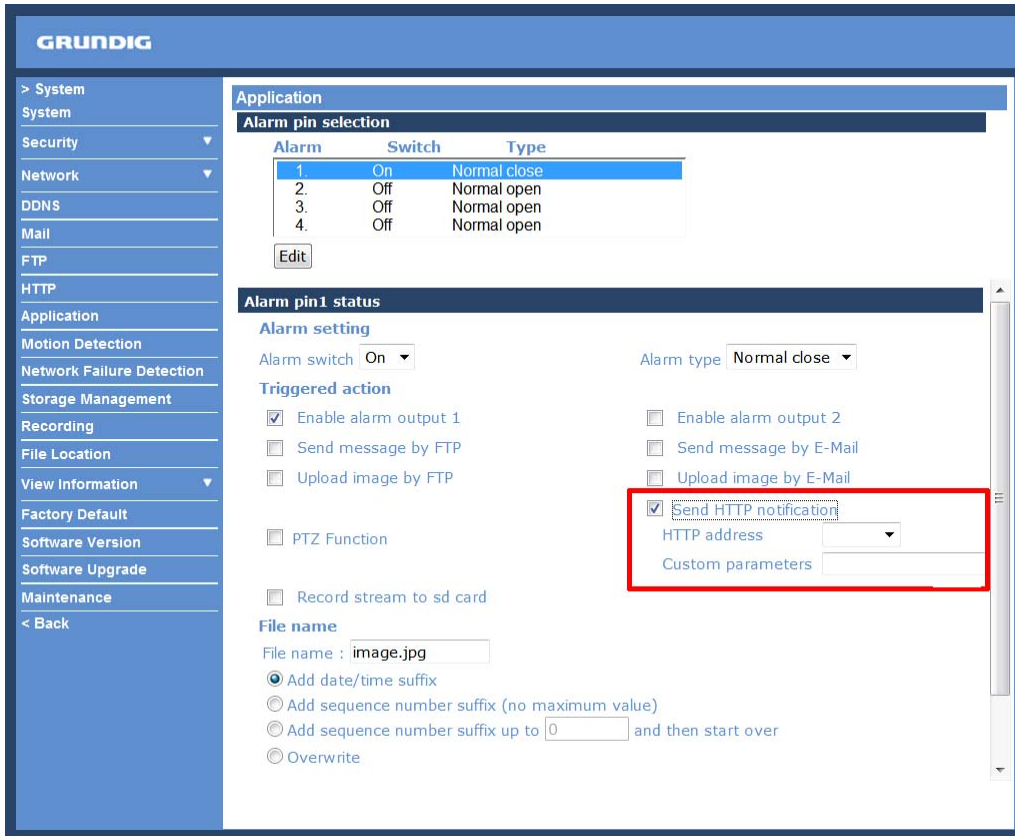 GRUNDIG
> System
System
Security
Network
DDNS
Mail
FTP
HTTP
Application
Motion Detection
Network Failure Detection
Storage Management
Recording
File Location
View Information
Factory Default
Software Version
Software Upgrade
Maintenance
< Back
Application
Alarm pin selection
Alarm Switch Type
1. On Normal close
2. Off Normal open
3. Off Normal open
4. Off Normal open
Edit
Alarm pin1 status
Alarm setting
Alarm switch On Alarm type Normal close
Triggered action
Enable alarm output 1 Enable alarm output 2
Send message by FTP Send message by E-Mail
Upload image by FTP Upload image by E-Mail
Send HTTP notification
PTZ Function HTTP address
Custom parameters
Record stream to sd card
File name
File name : image.jpg
Add date/time suffix
Add sequence number suffix (no maximum value)
Add sequence number suffix up to 0 and then start over
Overwrite